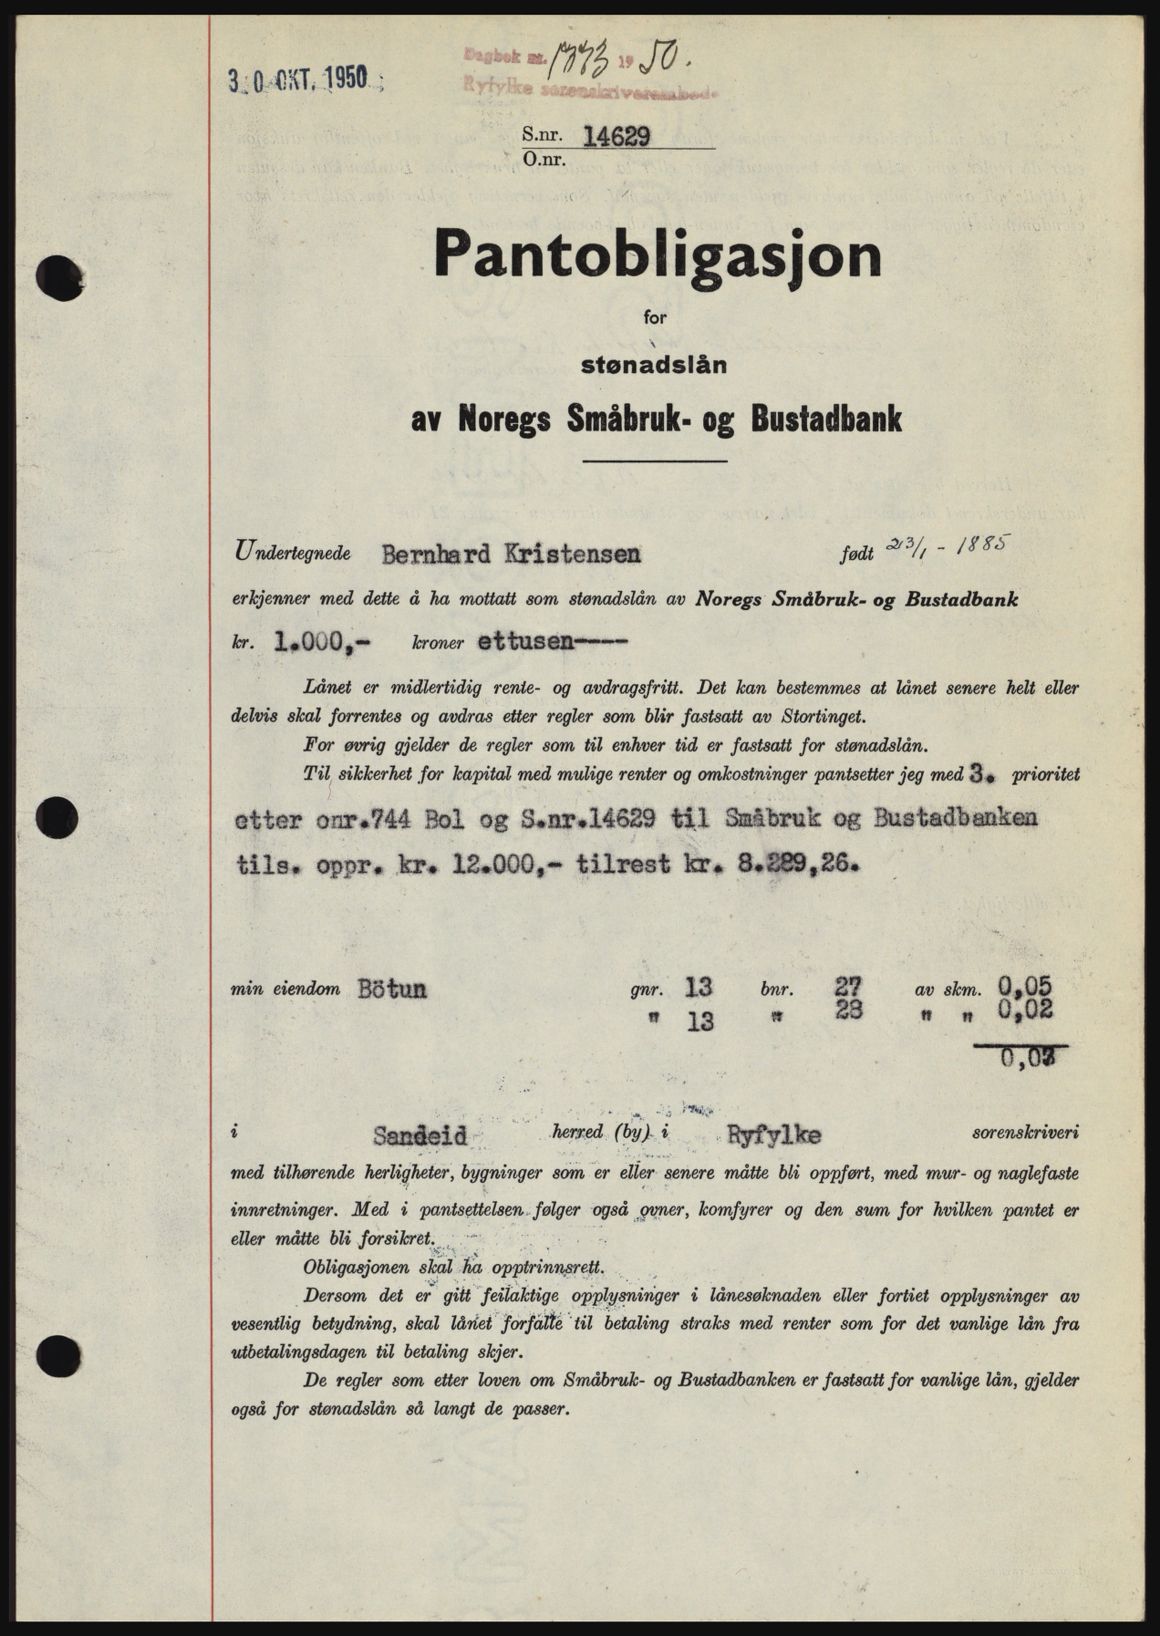 Dagbok nr. 1773 19 50.
30 OKT. 1950
Ryfylke sorenskriverembede
S.nr. 14629
O.nr.
Pantobligasjon
for
stønadslån
av Noregs Småbruk- og Bustadbank
Undertegnede Bernhard Kristensen født 23/1 - 1885
erkjenner med dette å ha mottatt som stønadslån av Noregs Småbruk- og Bustadbank
kr. 1.000,- kroner ettusen----
Lånet er midlertidig rente- og avdragsfritt. Det kan bestemmes at lånet senere helt eller
delvis skal forrentes og avdras etter regler som blir fastsatt av Stortinget.
For øvrig gjelder de regler som til enhver tid er fastsatt for stønadslån.
Til sikkerhet for kapital med mulige renter og omkostninger pantsetter jeg med 3. prioritet
etter onr.744 Bol og S.nr.14629 til Småbruk og Bustadbanken
tils. oppr. kr. 12.000,- tilrest kr. 8.289,26.
min eiendom Bötun gnr. 13 bnr. 27 av skm. 0,05
" 13 " 28 " " 0,02
0,07
i Sandeid herred (by) i Ryfylke sorenskriveri
med tilhørende herligheter, bygninger som er eller senere måtte bli oppført, med mur- og naglefaste
innretninger. Med i pantsettelsen følger også ovner, komfyrer og den sum for hvilken pantet er
eller måtte bli forsikret.
Obligasjonen skal ha opptrinnsrett.
Dersom det er gitt feilaktige opplysninger i lånesøknaden eller fortiet opplysninger av
vesentlig betydning, skal lånet forfalle til betaling straks med renter som for det vanlige lån fra
utbetalingsdagen til betaling skjer.
De regler som etter loven om Småbruk- og Bustadbanken er fastsatt for vanlige lån, gjelder
også for stønadslån så langt de passer.